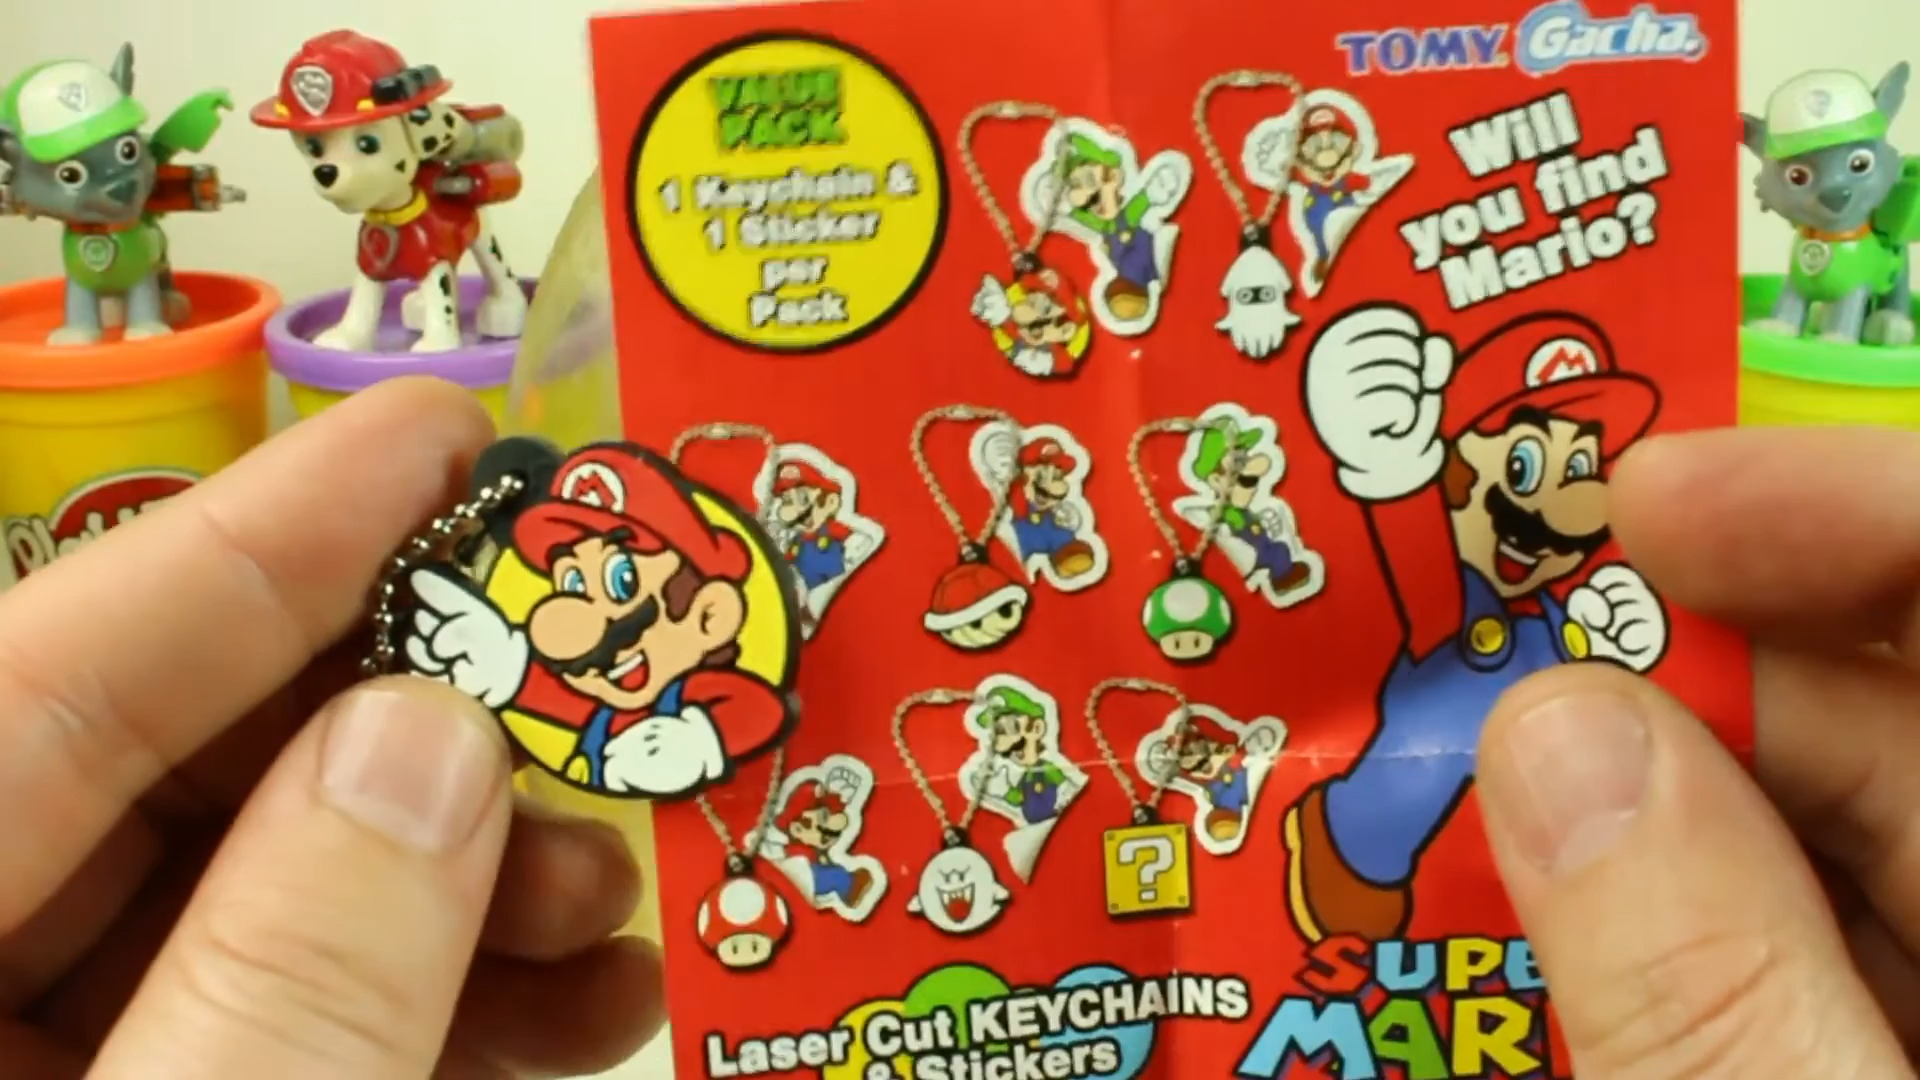 TOMY Gacha
VALUE
PACK
1 Keychain &
1 Sticker
per
Pack
Will
you find
Mario?
M
M
?
Laser Cut KEYCHAINS
& Stickers
SUPE
MAR